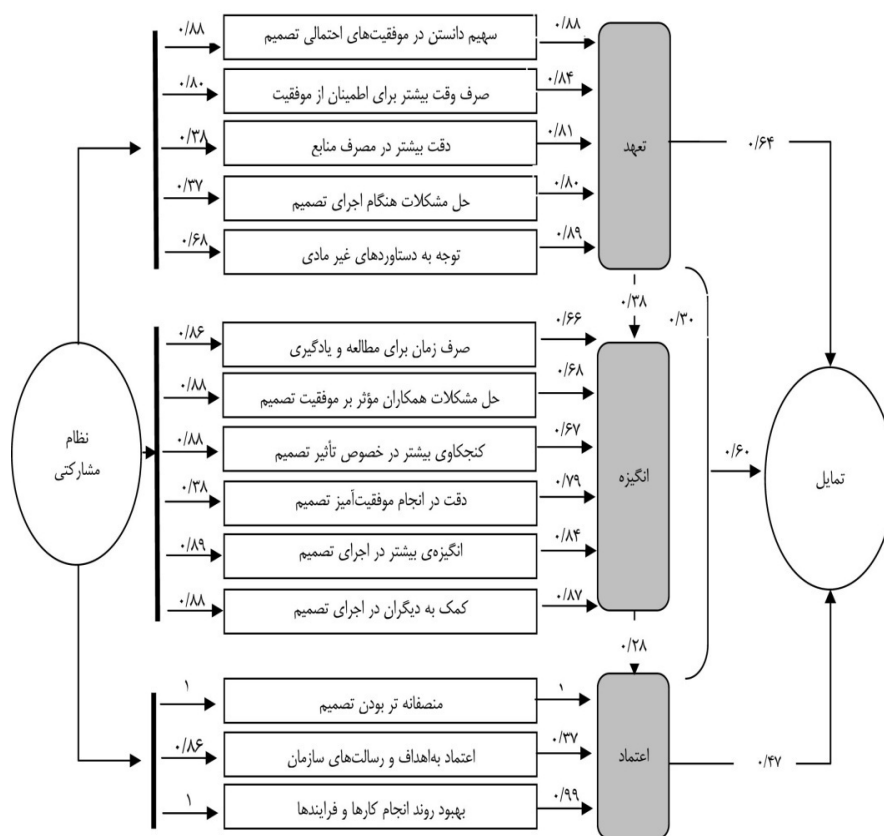 ۰/۸۸ سهیم دانستن در موفقیت‌های احتمالی تصمیم ۰/۸۸
۰/۸۰ صرف وقت بیشتر برای اطمینان از موفقیت ۰/۸۴
۰/۳۸ دقت بیشتر در مصرف منابع ۰/۸۱
تعهد
۰/۶۴
۰/۳۷ حل مشکلات هنگام اجرای تصمیم ۰/۸۰
۰/۶۸ توجه به دستاوردهای غیر مادی ۰/۸۹
۰/۳۸
۰/۳۰
۰/۸۶ صرف زمان برای مطالعه و یادگیری ۰/۶۶
۰/۸۸ حل مشکلات همکاران مؤثر بر موفقیت تصمیم ۰/۶۸
نظام
مشارکتی
۰/۸۸ کنجکاوی بیشتر در خصوص تأثیر تصمیم ۰/۶۷
انگیزه
۰/۶۰
تمایل
۰/۳۸ دقت در انجام موفقیت‌آمیز تصمیم ۰/۷۹
۰/۸۹ انگیزه‌ی بیشتر در اجرای تصمیم ۰/۸۴
۰/۸۸ کمک به دیگران در اجرای تصمیم ۰/۸۷
۰/۲۸
۱ منصفانه تر بودن تصمیم ۱
۰/۸۶ اعتماد به‌اهداف و رسالت‌های سازمان ۰/۳۷
اعتماد
۰/۴۷
۱ بهبود روند انجام کارها و فرایندها ۰/۹۹